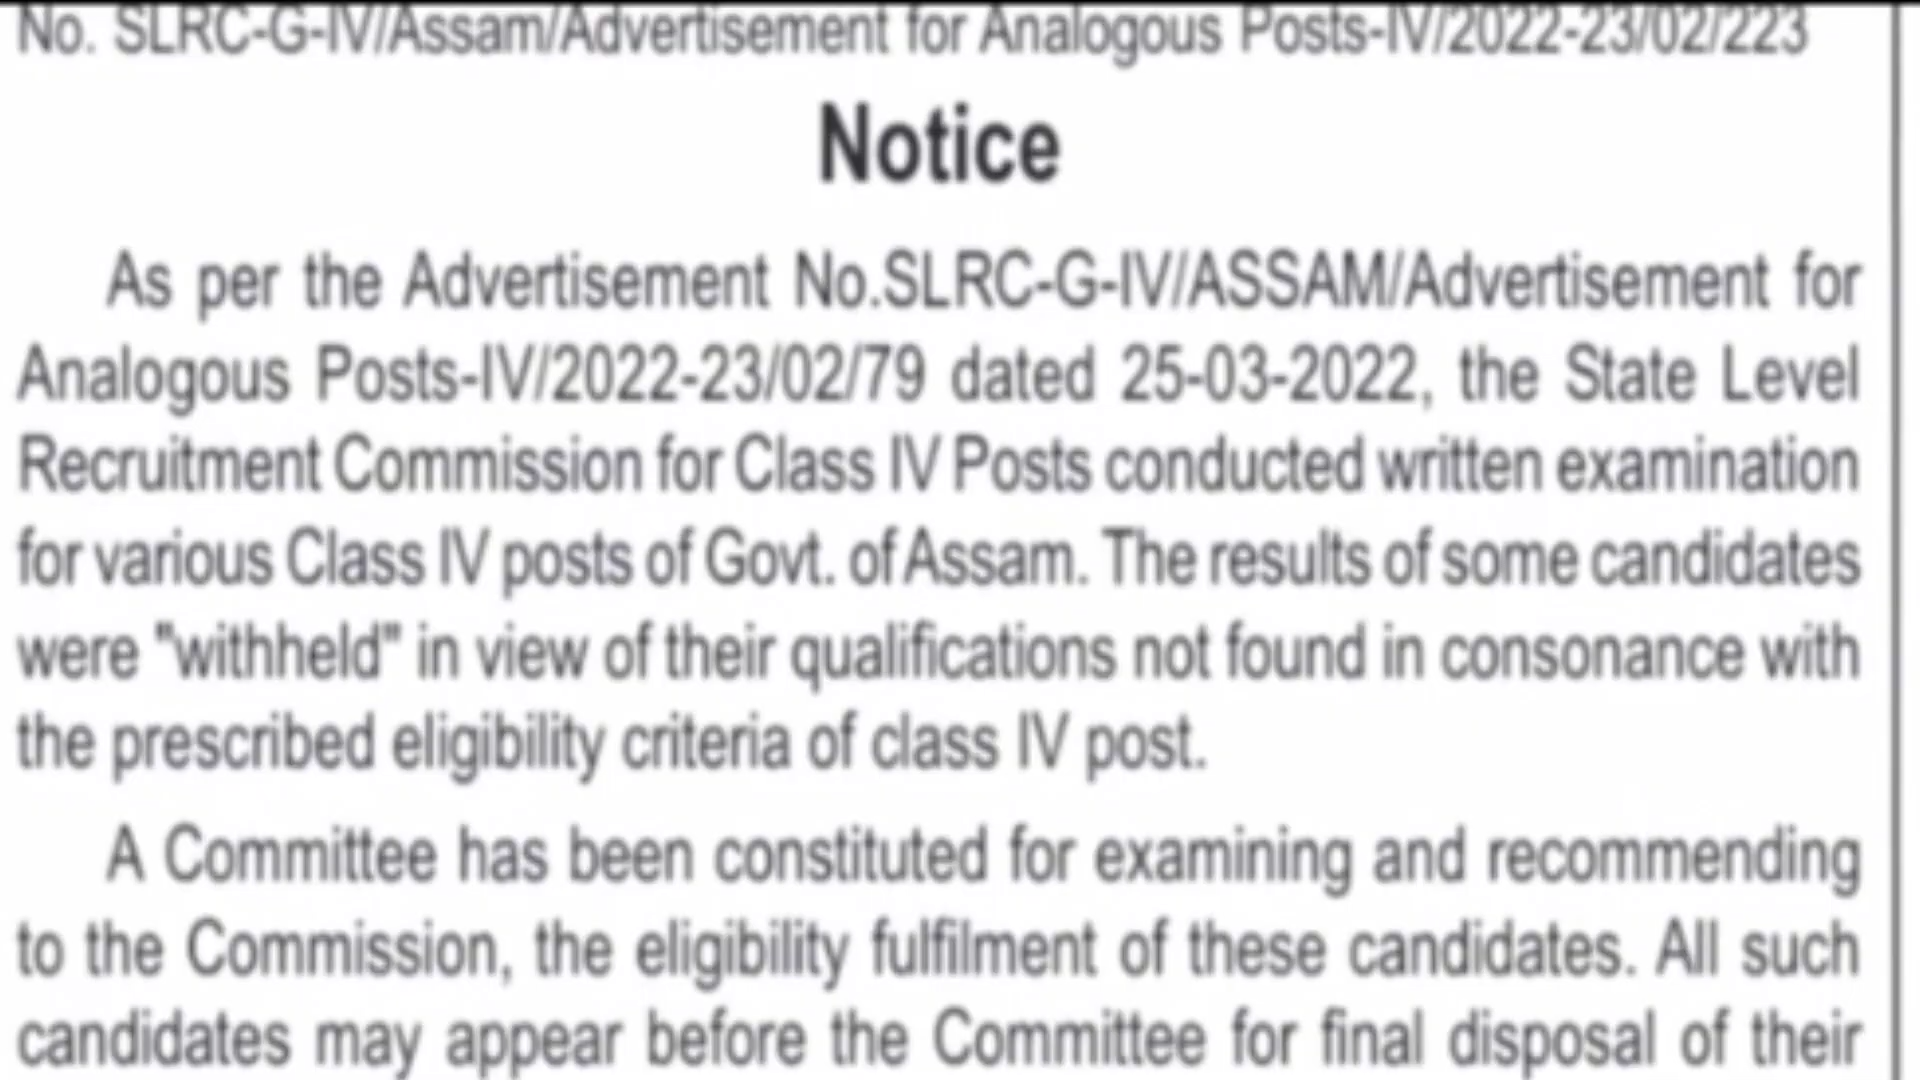 No. SLRC-G-IV/Assam/Advertisement for Analogous Posts-IV/2022-23/02/223
Notice
As per the Advertisement No.SLRC-G-IV/ASSAM/Advertisement for
Analogous Posts-IV/2022-23/02/79 dated 25-03-2022, the State Level
Recruitment Commission for Class IV Posts conducted written examination
for various Class IV posts of Govt. of Assam. The results of some candidates
were "withheld" in view of their qualifications not found in consonance with
the prescribed eligibility criteria of class IV post.
A Committee has been constituted for examining and recommending
to the Commission, the eligibility fulfilment of these candidates. All such
candidates may appear before the Committee for final disposal of their